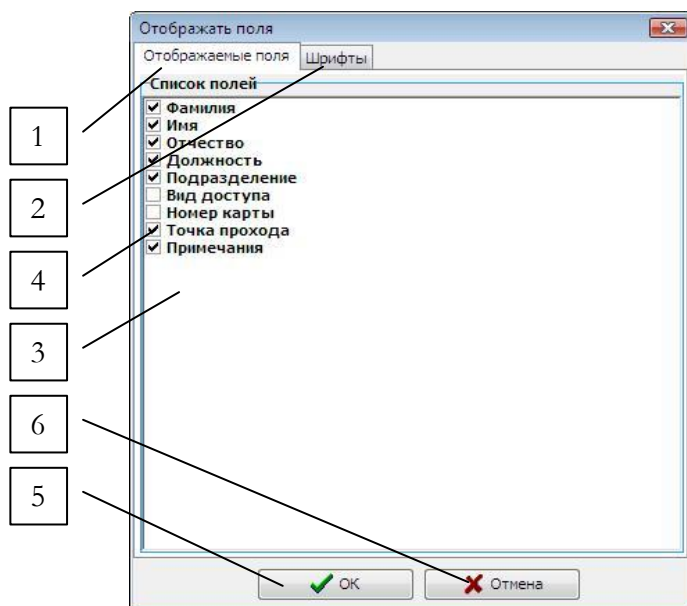 Отображать поля
Отображаемые поля Шрифты
Список полей
Фамилия
Имя
Отчество
Должность
Подразделение
Вид доступа
Номер карты
Точка прохода
Примечания
1
2
4
3
6
5
OK Отмена